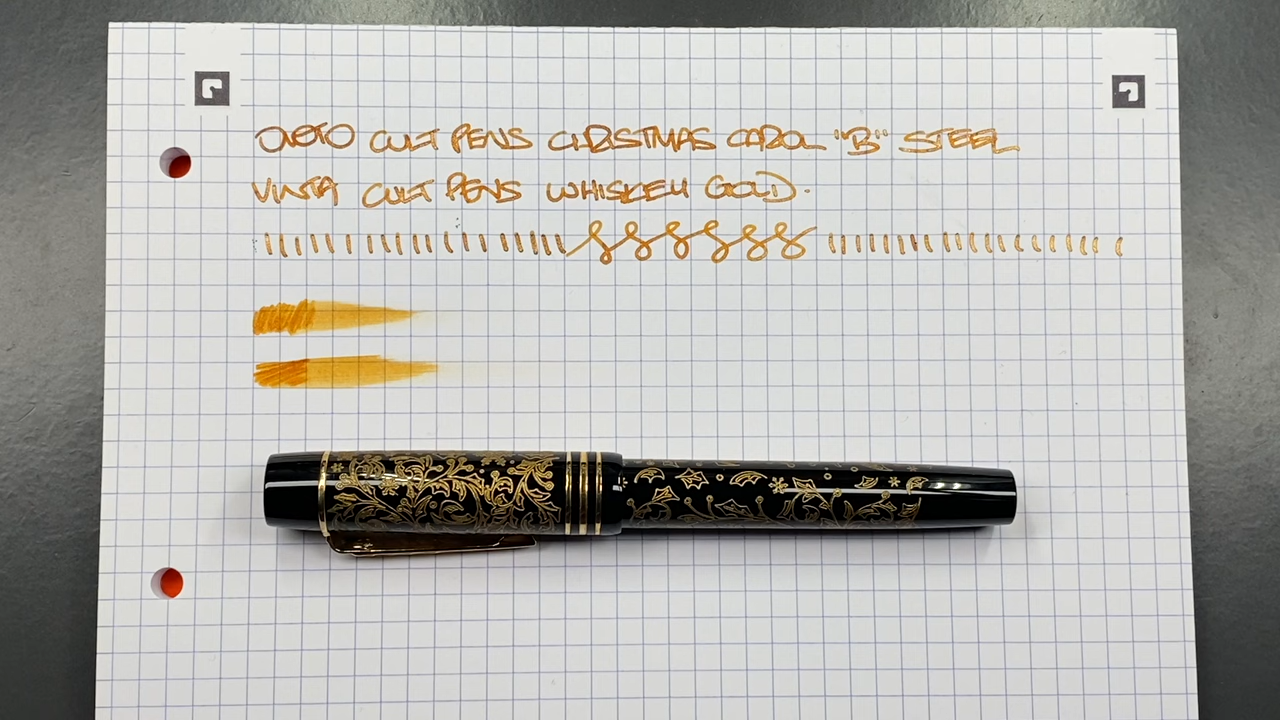 ONOTO CULT PENS CHRISTMAS CAROL "B" STEEL
VINTA CULT PENS WHISKEY GOLD.